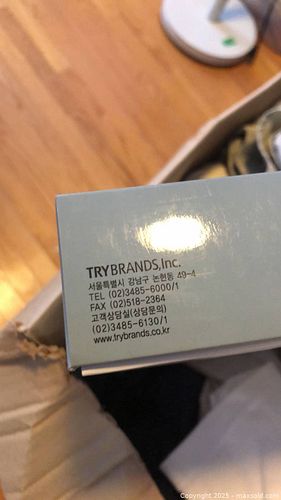 TRYBRANDS,Inc.
서울특별시 강남구 논현동 49-4
TEL (02)3485-6000/1
FAX (02)518-2364
고객상담실(상담문의)
(02)3485-6130/1
www.trybrands.co.kr
Copyright 2025 - maxsold.com